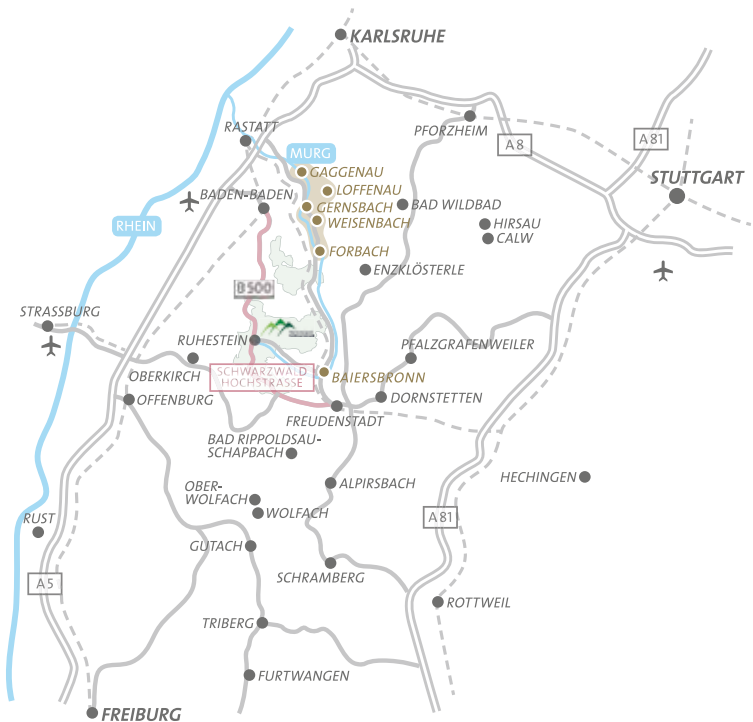 KARLSRUHE
RASTATT
PFORZHEIM
A8
A81
MURG
GAGGENAU
STUTTGART
LOFFENAU
BADEN-BADEN
GERNSBACH
BAD WILDBAD
WEISENBACH
HIRSAU
RHEIN
CALW
FORBACH
ENZKLÖSTERLE
B500
STRASSBURG
RUHESTEIN
PFALZGRAFENWEILER
OBERKIRCH
SCHWARZWALD
HOCHSTRASSE
BAIERSBRONN
OFFENBURG
DORNSTETTEN
FREUDENSTADT
BAD RIPPOLDSAU-
SCHAPBACH
HECHINGEN
ALPIRSBACH
OBER-
WOLFACH
WOLFACH
A81
RUST
GUTACH
SCHRAMBERG
A5
ROTTWEIL
TRIBERG
FURTWANGEN
FREIBURG